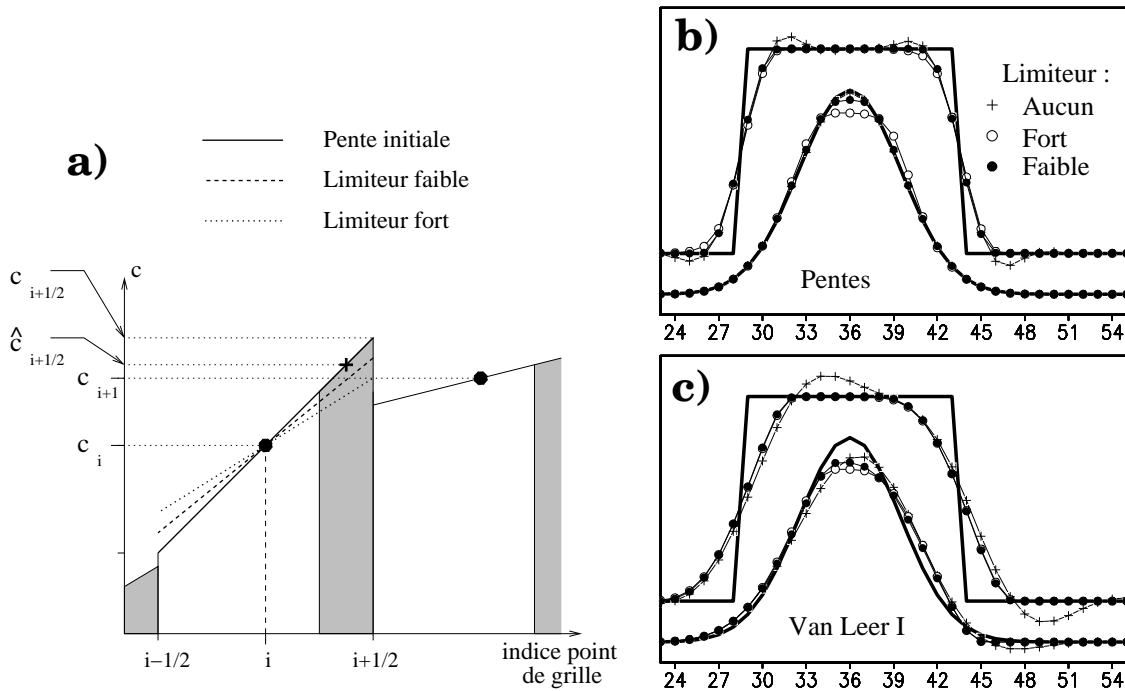 a)
Pente initiale
Limiteur faible
Limiteur fort
c
c i+1/2
ĉ i+1/2
c i+1
c i
i−1/2
i
i+1/2
indice point
de grille
b)
Limiteur :
Aucun
Fort
Faible
Pentes
24 27 30 33 36 39 42 45 48 51 54
c)
Van Leer I
24 27 30 33 36 39 42 45 48 51 54